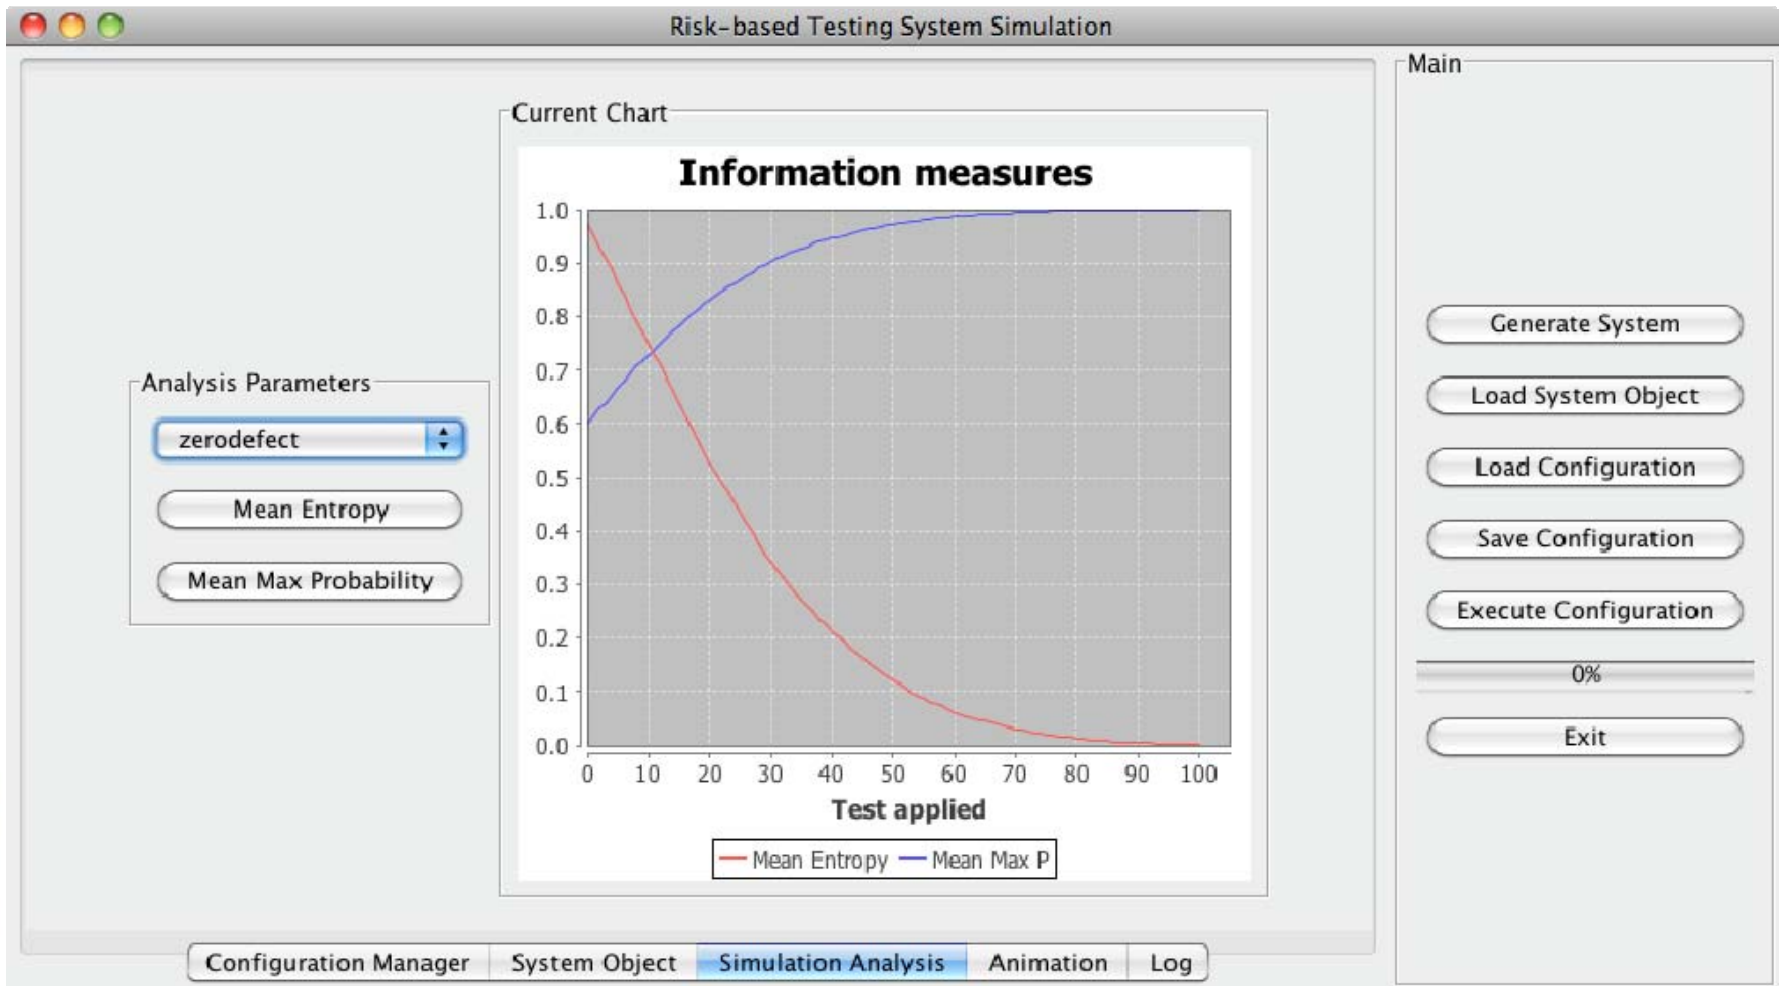 Risk-based Testing System Simulation
Current Chart
Information measures
1.0
0.9
0.8
0.7
0.6
0.5
0.4
0.3
0.2
0.1
0.0
0 10 20 30 40 50 60 70 80 90 100
Test applied
Mean Entropy Mean Max P
Analysis Parameters
zerodefect
Mean Entropy
Mean Max Probability
Main
Generate System
Load System Object
Load Configuration
Save Configuration
Execute Configuration
0%
Exit
Configuration Manager System Object Simulation Analysis Animation Log